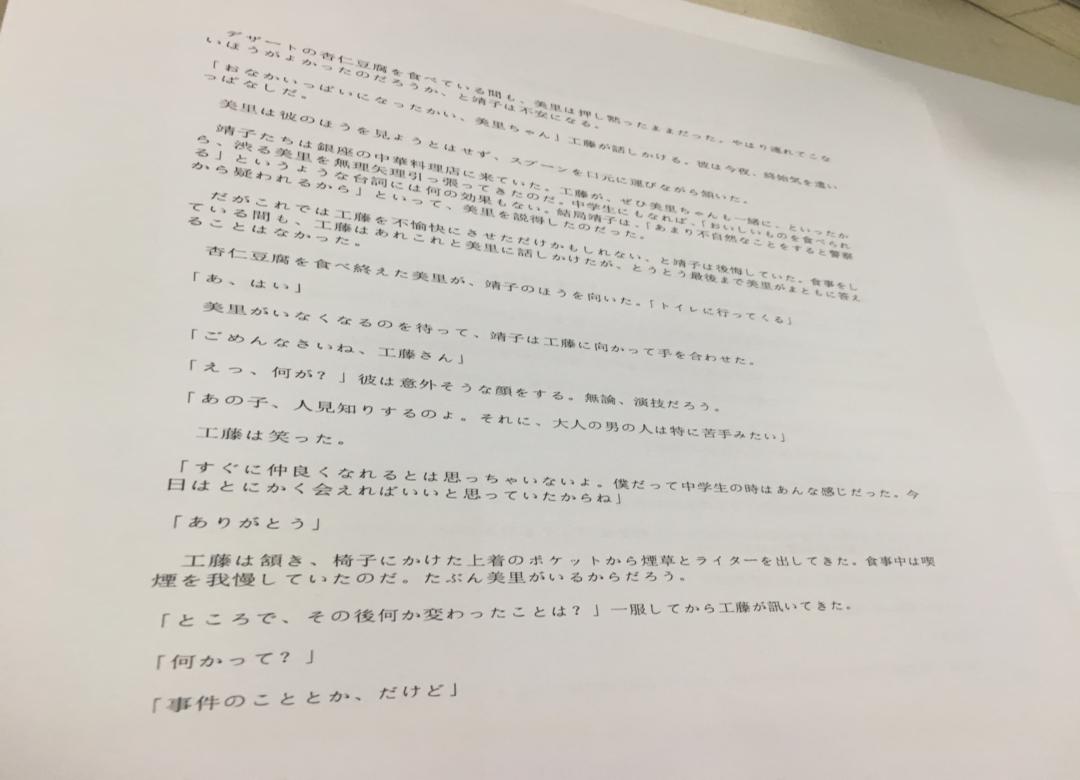 デザートの杏仁豆腐を食べている間も、美里は押し黙ったままだった。やはり連れてこな
いほうがよかったのだろうか、と靖子は不安になる。
「おなかいっぱいになったかい、美里ちゃん」工藤が話しかける。彼は今夜、終始気を遣い
っぱなしだ。
美里は彼のほうを見ようとはせず、スプーンを口元に運びながら頷いた。
靖子たちは銀座の中華料理店に来ていた。工藤が、ぜひ美里ちゃんも一緒に、といったか
ら、渋る美里を無理矢理引っ張ってきたのだ。中学生にもなれば、「おいしいものを食べられ
る」というような台詞には何の効果もない。結局靖子は、「あまり不自然なことをすると警察
から疑われるから」といって、美里を説得したのだった。
だがこれでは工藤を不愉快にさせただけかもしれない、と靖子は後悔していた。食事をし
ている間も、工藤はあれこれと美里に話しかけたが、とうとう最後まで美里がまともに答え
ることはなかった。
杏仁豆腐を食べ終えた美里が、靖子のほうを向いた。「トイレに行ってくる」
「あ、はい」
美里がいなくなるのを待って、靖子は工藤に向かって手を合わせた。
「ごめんなさいね、工藤さん」
「えっ、何が？」彼は意外そうな顔をする。無論、演技だろう。
「あの子、人見知りするのよ。それに、大人の男の人は特に苦手みたい」
工藤は笑った。
「すぐに仲良くなれるとは思っちゃいないよ。僕だって中学生の時はあんな感じだった。今
日はとにかく会えればいいと思っていたからね」
「ありがとう」
工藤は頷き、椅子にかけた上着のポケットから煙草とライターを出してきた。食事中は喫
煙を我慢していたのだ。たぶん美里がいるからだろう。
「ところで、その後何か変わったことは？」一服してから工藤が訊いてきた。
「何かって？」
「事件のこととか、だけど」